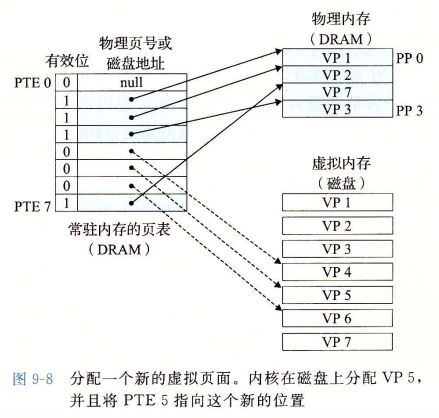 物理页号或
有效位 磁盘地址
PTE 0 0 null
1
1
1
0
0
0
PTE 7 1
常驻内存的页表
（DRAM）
物理内存
（DRAM）
VP 1 PP 0
VP 2
VP 7
VP 3 PP 3
虚拟内存
（磁盘）
VP 1
VP 2
VP 3
VP 4
VP 5
VP 6
VP 7
图 9-8 分配一个新的虚拟页面。内核在磁盘上分配 VP 5，
并且将 PTE 5 指向这个新的位置